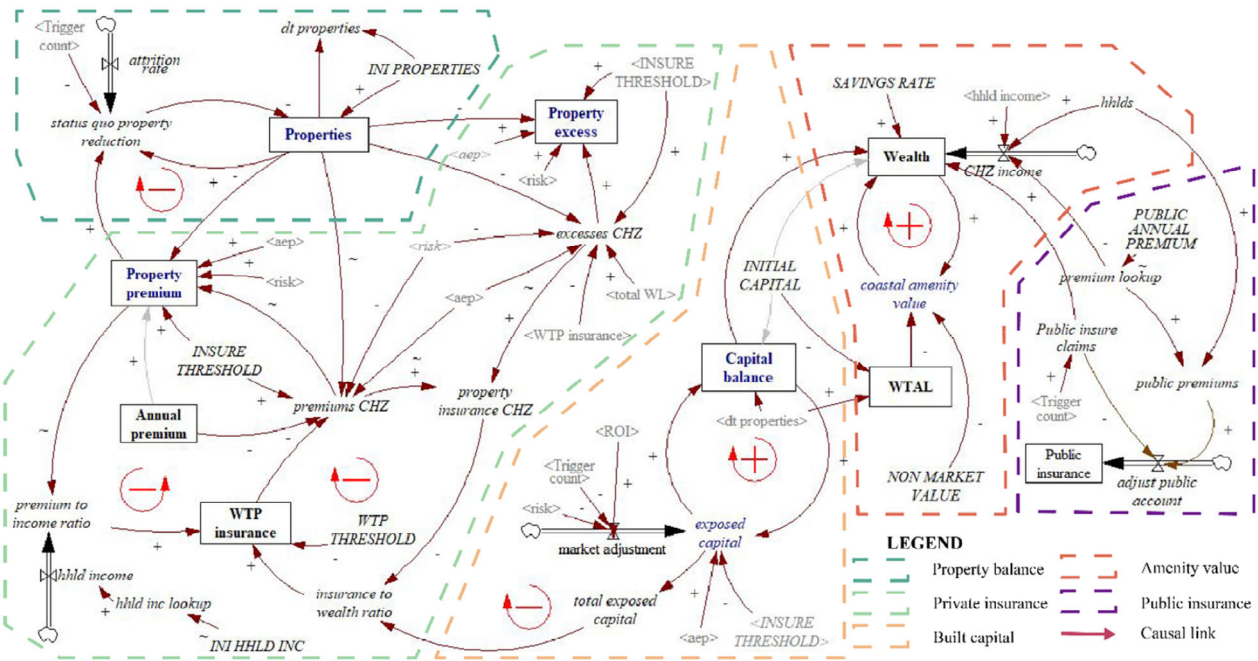 <Trigger
count>
attrition
rate
dt properties
INI PROPERTIES
status quo property
reduction
Properties
<INSURE
THRESHOLD>
Property
excess
<aep>
<risk>
excesses CHZ
<total WL>
<WTP insurance>
SAVINGS RATE
<hhld income>
hhlds
Wealth
CHZ income
PUBLIC
ANNUAL
PREMIUM
premium lookup
INITIAL
CAPITAL
coastal amenity
value
Public insure
claims
public premiums
<Trigger
count>
Public
insurance
adjust public
account
<aep>
<risk>
Property
premium
<risk>
<aep>
INSURE
THRESHOLD
Annual
premium
premiums CHZ
property
insurance CHZ
Capital
balance
WTAL
<dt properties>
<ROI>
<Trigger
count>
<risk>
market adjustment
exposed
capital
NON MARKET
VALUE
premium to
income ratio
WTP
insurance
WTP
THRESHOLD
hhld income
hhld inc lookup
INI HHLD INC
insurance to
wealth ratio
total exposed
capital
<aep>
<INSURE
THRESHOLD>
LEGEND
Property balance
Amenity value
Private insurance
Public insurance
Built capital
Causal link